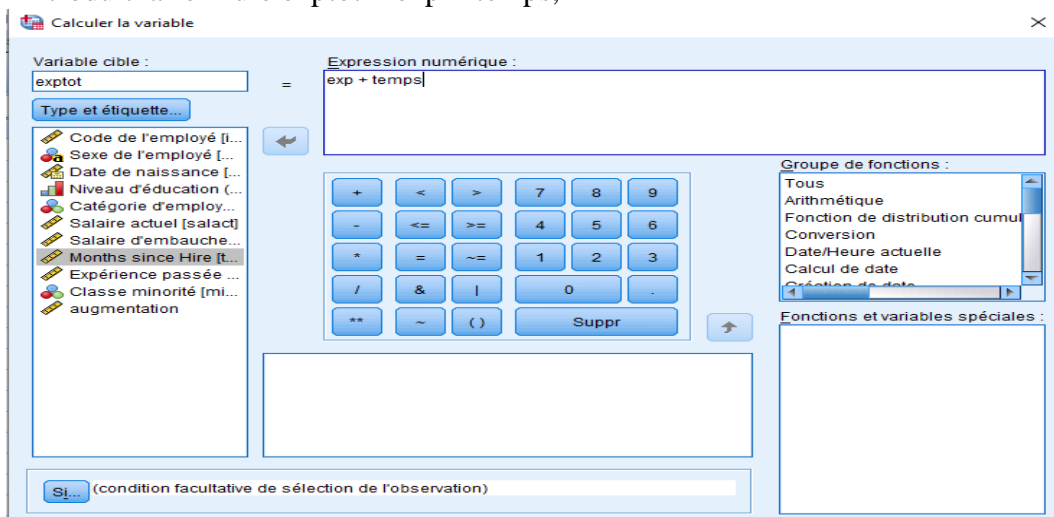 Calculer la variable
Variable cible :
exptot
=
Expression numérique :
exp + temps
Type et étiquette...
Code de l'employé [i...
Sexe de l'employé [...
Date de naissance [...
Niveau d'éducation (...
Catégorie d'employ...
Salaire actuel [salact]
Salaire d'embauche...
Months since Hire [t...
Expérience passée ...
Classe minorité [mi...
augmentation
+ < > 7 8 9
- <= >= 4 5 6
* = ~= 1 2 3
/ & | 0 .
** ~ ( ) Suppr
Groupe de fonctions :
Tous
Arithmétique
Fonction de distribution cumul
Conversion
Date/Heure actuelle
Calcul de date
Création de date
Fonctions et variables spéciales :
Si... (condition facultative de sélection de l'observation)